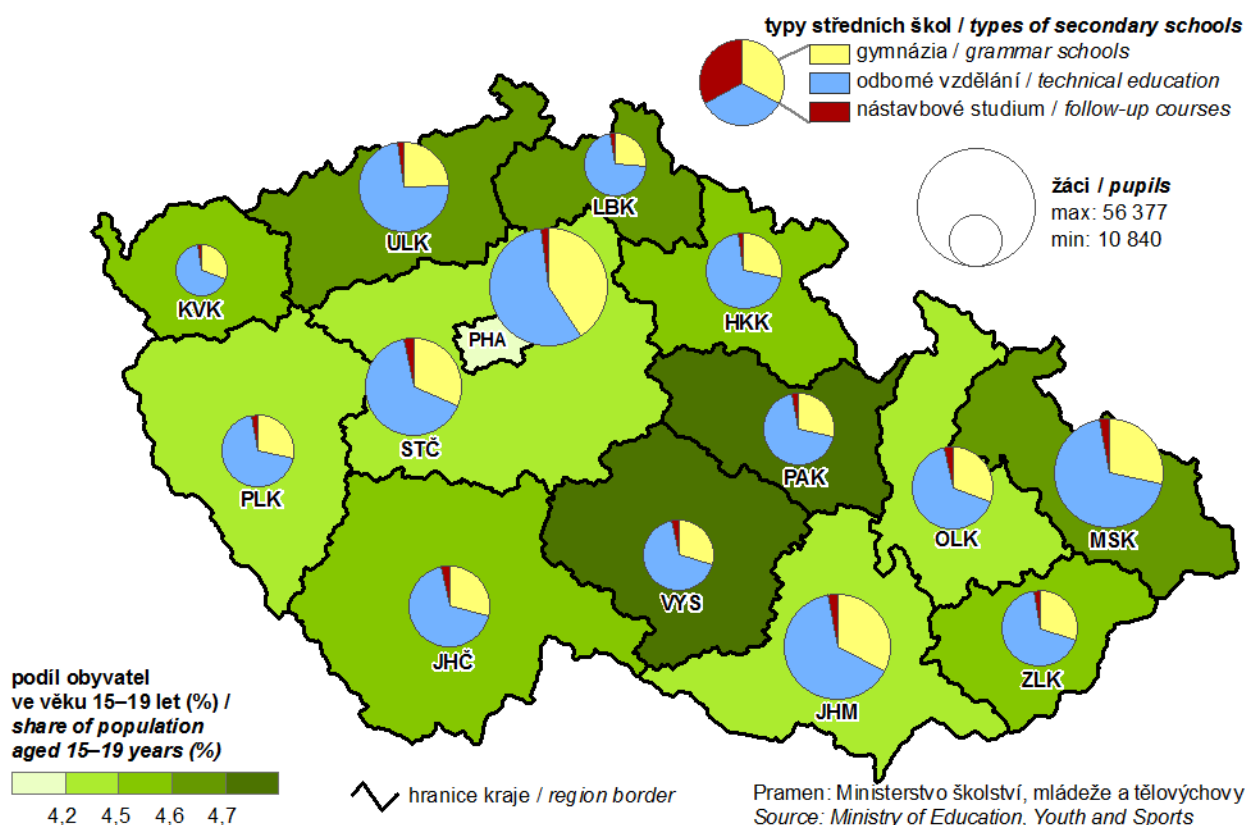 typy středních škol / types of secondary schools
gymnázia / grammar schools
odborné vzdělání / technical education
nástavbové studium / follow-up courses
žáci / pupils
max: 56 377
min: 10 840
ULK
LBK
KVK
HKK
PHA
STČ
PLK
PAK
OLK
MSK
VYS
JHČ
ZLK
JHM
podíl obyvatel
ve věku 15–19 let (%) /
share of population
aged 15–19 years (%)
4,2 4,5 4,6 4,7
hranice kraje / region border
Pramen: Ministerstvo školství, mládeže a tělovýchovy
Source: Ministry of Education, Youth and Sports